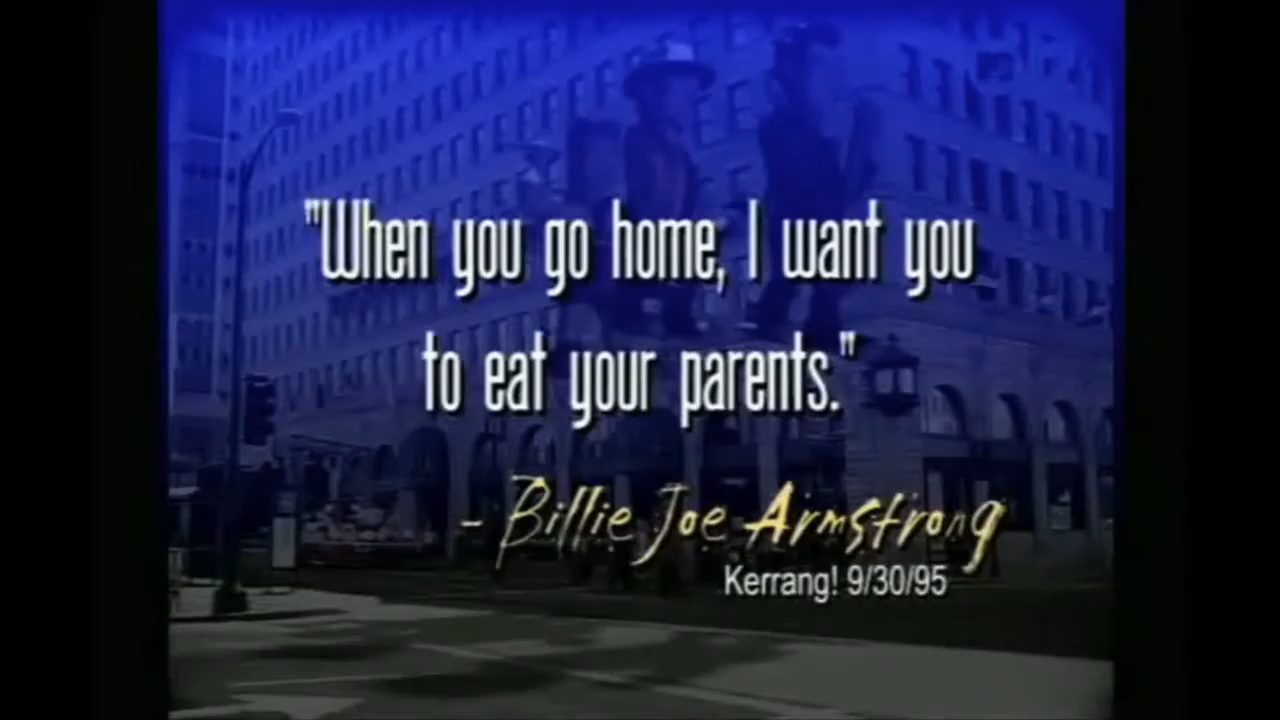 "When you go home, I want you
to eat your parents."
- Billie Joe Armstrong
Kerrang! 9/30/95